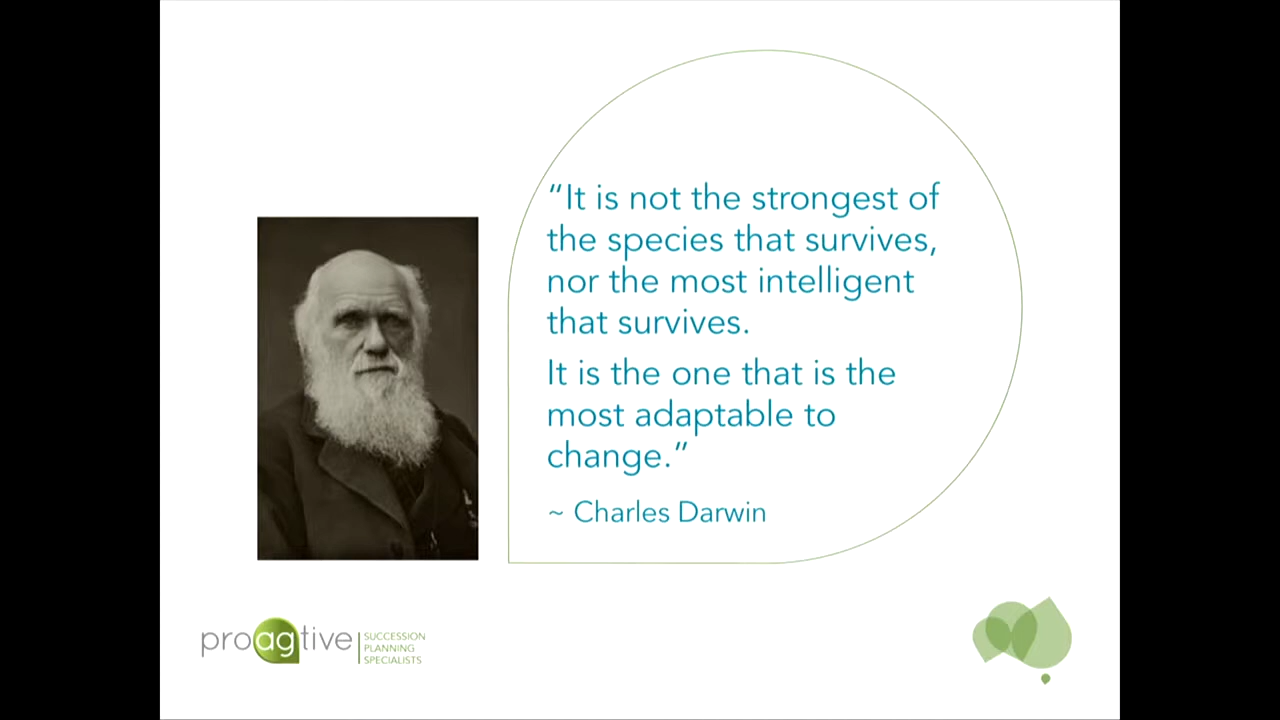 “It is not the strongest of
the species that survives,
nor the most intelligent
that survives.
It is the one that is the
most adaptable to
change.”
~ Charles Darwin
proagtive
SUCCESSION
PLANNING
SPECIALISTS